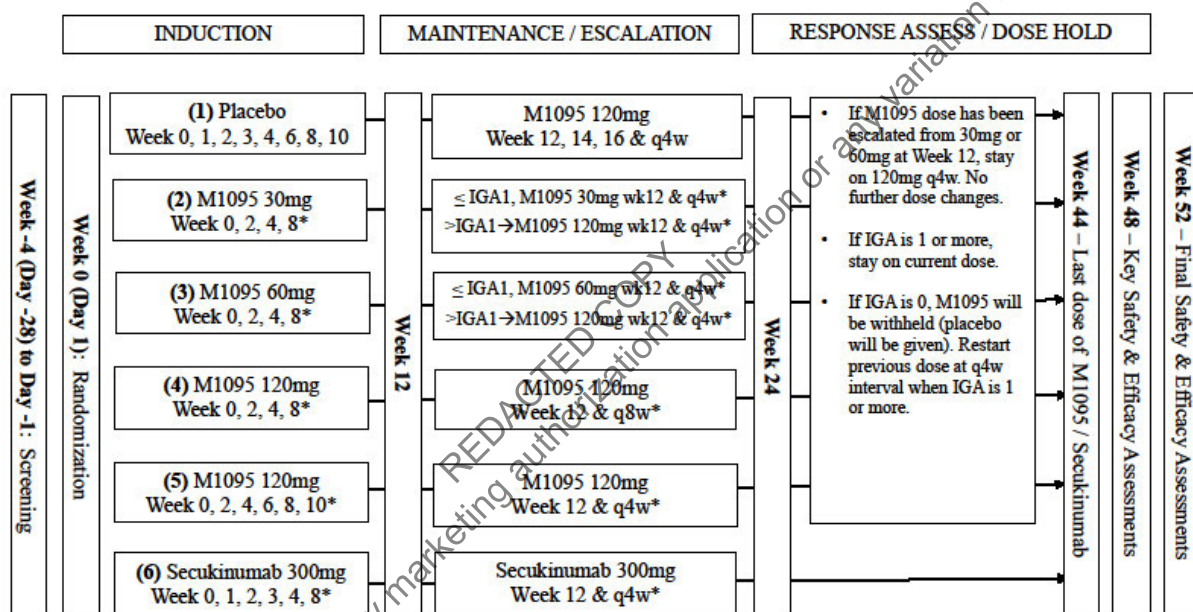 INDUCTION
MAINTENANCE / ESCALATION
RESPONSE ASSESS / DOSE HOLD
Week -4 (Day -28) to Day -1: Screening
Week 0 (Day 1): Randomization
(1) Placebo
Week 0, 1, 2, 3, 4, 6, 8, 10
(2) M1095 30mg
Week 0, 2, 4, 8*
(3) M1095 60mg
Week 0, 2, 4, 8*
(4) M1095 120mg
Week 0, 2, 4, 8*
(5) M1095 120mg
Week 0, 2, 4, 6, 8, 10*
(6) Secukinumab 300mg
Week 0, 1, 2, 3, 4, 8*
Week 12
M1095 120mg
Week 12, 14, 16 & q4w
≤ IGA1, M1095 30mg wk12 & q4w*
>IGA1→M1095 120mg wk12 & q4w*
≤ IGA1, M1095 60mg wk12 & q4w*
>IGA1→M1095 120mg wk12 & q4w*
M1095 120mg
Week 12 & q8w*
M1095 120mg
Week 12 & q4w*
Secukinumab 300mg
Week 12 & q4w*
Week 24
• If M1095 dose has been
escalated from 30mg or
60mg at Week 12, stay
on 120mg q4w. No
further dose changes.
• If IGA is 1 or more,
stay on current dose.
• If IGA is 0, M1095 will
be withheld (placebo
will be given). Restart
previous dose at q4w
interval when IGA is 1
or more.
Week 44 – Last dose of M1095 / Secukinumab
Week 48 – Key Safety & Efficacy Assessments
Week 52 – Final Safety & Efficacy Assessments
REDACTED COPY
marketing authorization application or any variation